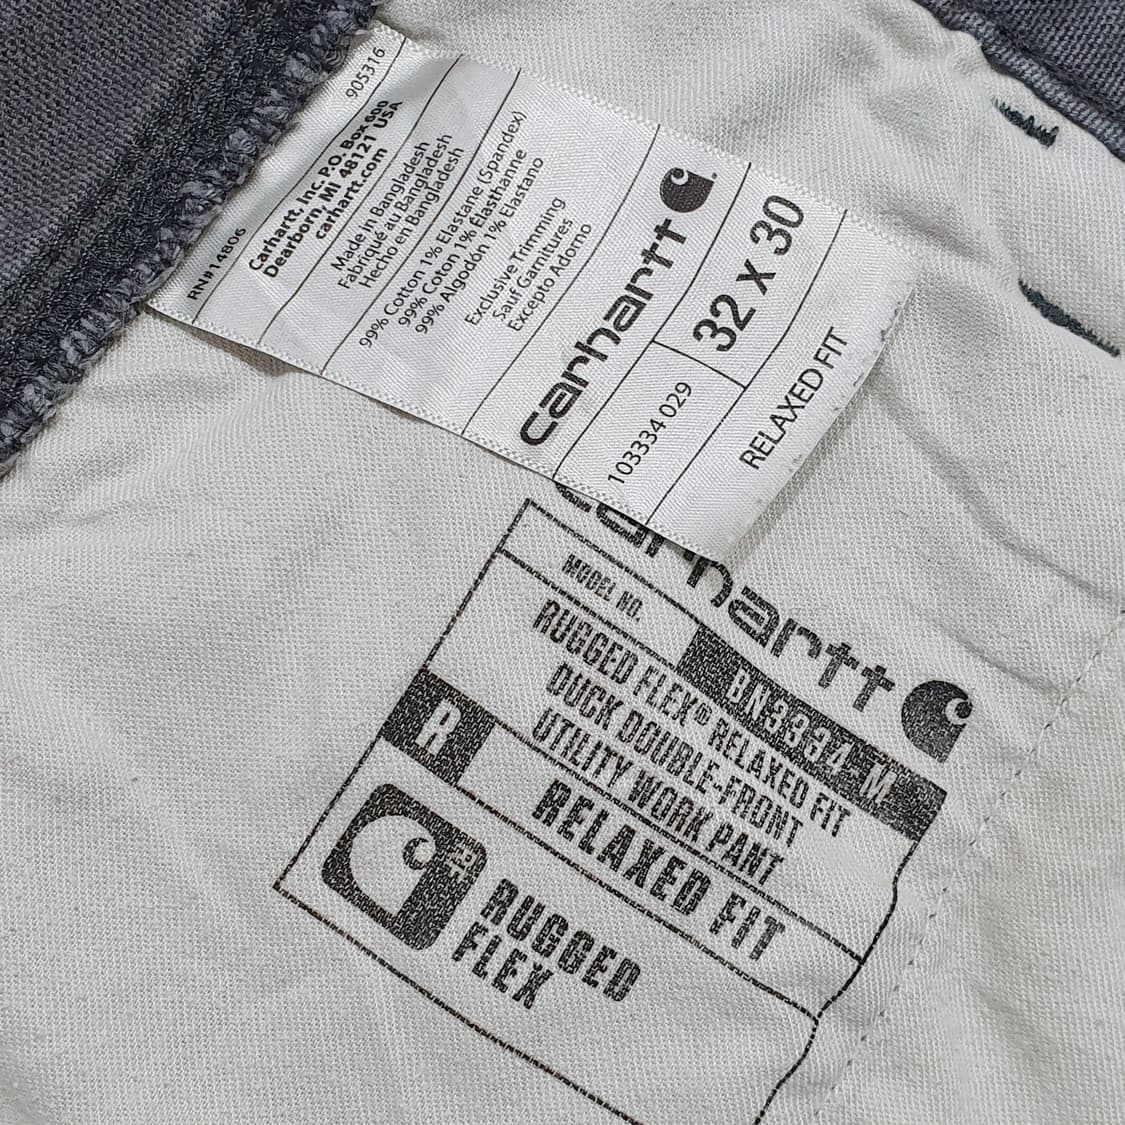 905316
RN#14806
Carhartt, Inc. P.O. Box 600
Dearborn, MI 48121 USA
carhartt.com
Made in Bangladesh
Fabriqué au Bangladesh
Hecho en Bangladesh
99% Cotton 1% Elastane (Spandex)
99% Coton 1% Élasthanne
99% Algodón 1% Elastano
Exclusive Trimming
Sauf Garnitures
Excepto Adorno
carhartt
103334 029
32 X 30
RELAXED FIT
carhartt
MODEL NO.
BN3334-M
RUGGED FLEX® RELAXED FIT
DUCK DOUBLE-FRONT
UTILITY WORK PANT
R
RELAXED FIT
RUGGED
FLEX